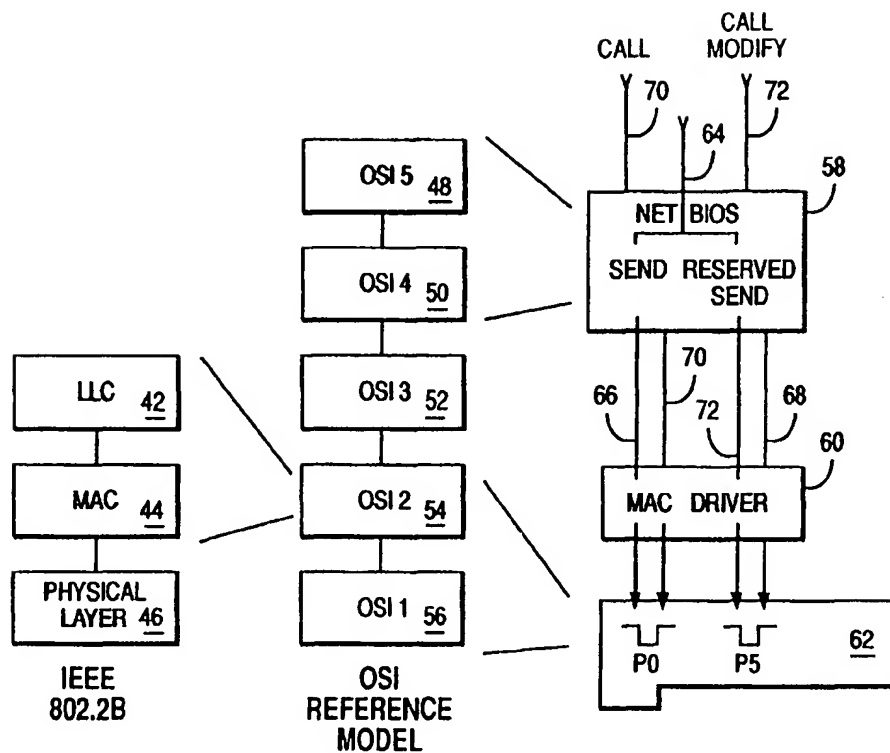 CALL
CALL
MODIFY
70
72
64
58
OSI 5 48
NET BIOS
SEND RESERVED
SEND
OSI 4 50
LLC 42
OSI 3 52
66
70
72
68
60
MAC 44
OSI 2 54
MAC DRIVER
PHYSICAL
LAYER 46
OSI 1 56
P0
P5
62
IEEE
802.2B
OSI
REFERENCE
MODEL